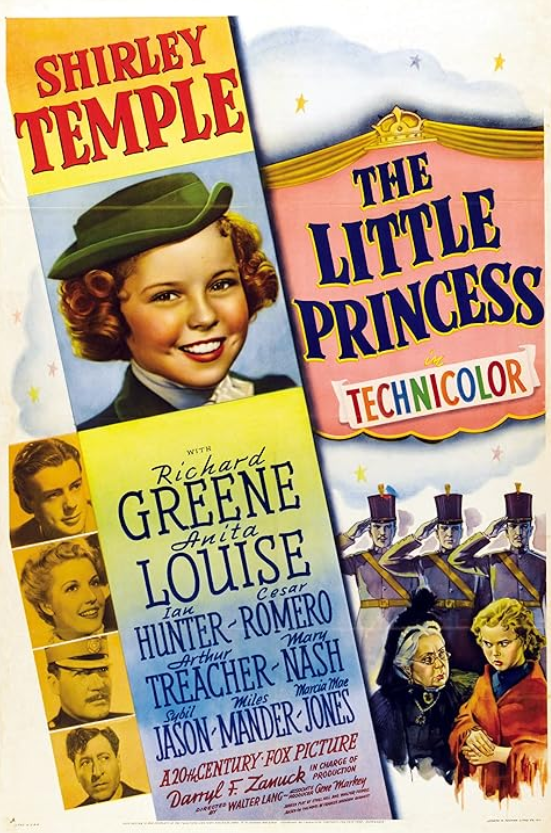 SHIRLEY
TEMPLE
THE
LITTLE
PRINCESS
in
TECHNICOLOR
WITH
Richard
GREENE
Anita
LOUISE
Ian Cesar
HUNTER-ROMERO
Arthur Mary
TREACHER-NASH
Sybil Miles Marcia Mae
JASON-MANDER-JONES
A 20TH CENTURY-FOX PICTURE
Darryl F. Zanuck IN CHARGE OF PRODUCTION
DIRECTED BY WALTER LANG- ASSOCIATE PRODUCER Gene Markey